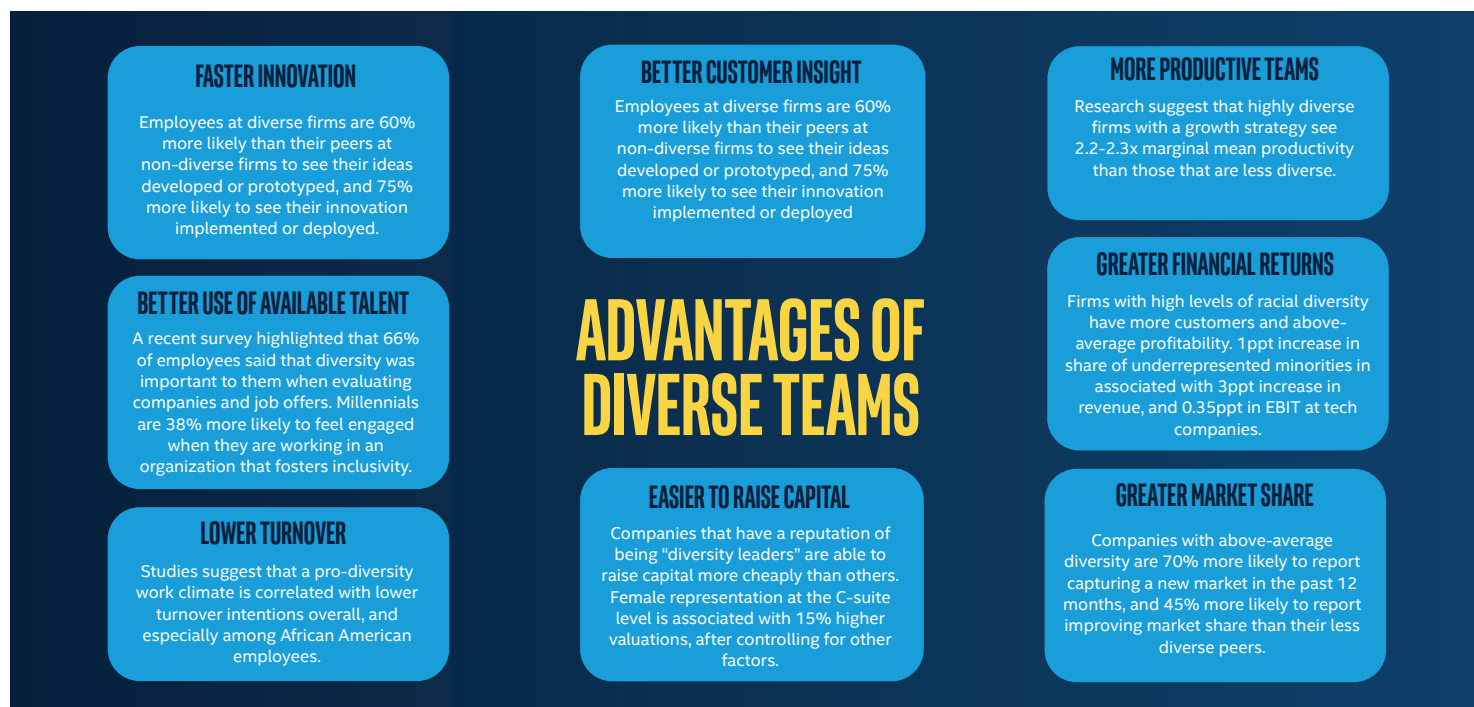 FASTER INNOVATION
Employees at diverse firms are 60%
more likely than their peers at
non-diverse firms to see their ideas
developed or prototyped, and 75%
more likely to see their innovation
implemented or deployed.
BETTER USE OF AVAILABLE TALENT
A recent survey highlighted that 66%
of employees said that diversity was
important to them when evaluating
companies and job offers. Millennials
are 38% more likely to feel engaged
when they are working in an
organization that fosters inclusivity.
LOWER TURNOVER
Studies suggest that a pro-diversity
work climate is correlated with lower
turnover intentions overall, and
especially among African American
employees.
BETTER CUSTOMER INSIGHT
Employees at diverse firms are 60%
more likely than their peers at
non-diverse firms to see their ideas
developed or prototyped, and 75%
more likely to see their innovation
implemented or deployed
ADVANTAGES OF
DIVERSE TEAMS
EASIER TO RAISE CAPITAL
Companies that have a reputation of
being “diversity leaders” are able to
raise capital more cheaply than others.
Female representation at the C-suite
level is associated with 15% higher
valuations, after controlling for other
factors.
MORE PRODUCTIVE TEAMS
Research suggest that highly diverse
firms with a growth strategy see
2.2-2.3x marginal mean productivity
than those that are less diverse.
GREATER FINANCIAL RETURNS
Firms with high levels of racial diversity
have more customers and above-
average profitability. 1ppt increase in
share of underrepresented minorities in
associated with 3ppt increase in
revenue, and 0.35ppt in EBIT at tech
companies.
GREATER MARKET SHARE
Companies with above-average
diversity are 70% more likely to report
capturing a new market in the past 12
months, and 45% more likely to report
improving market share than their less
diverse peers.